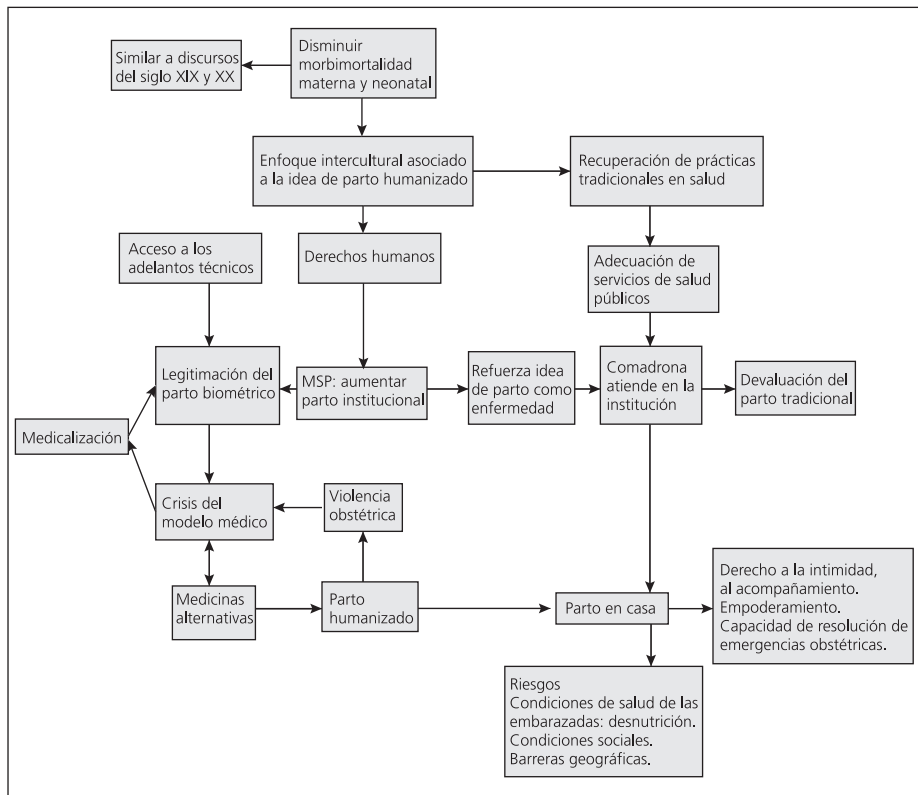 Similar a discursos
del siglo XIX y XX
Disminuir
morbimortalidad
materna y neonatal
Enfoque intercultural asociado
a la idea de parto humanizado
Recuperación de prácticas
tradicionales en salud
Acceso a los
adelantos técnicos
Derechos humanos
Adecuación de
servicios de salud
públicos
Legitimación del
parto biométrico
MSP: aumentar
parto institucional
Refuerza idea
de parto como
enfermedad
Comadrona
atiende en la
institución
Devaluación del
parto tradicional
Medicalización
Crisis del
modelo médico
Violencia
obstétrica
Medicinas
alternativas
Parto
humanizado
Parto en casa
Derecho a la intimidad,
al acompañamiento.
Empoderamiento.
Capacidad de resolución de
emergencias obstétricas.
Riesgos
Condiciones de salud de las
embarazadas: desnutrición.
Condiciones sociales.
Barreras geográficas.